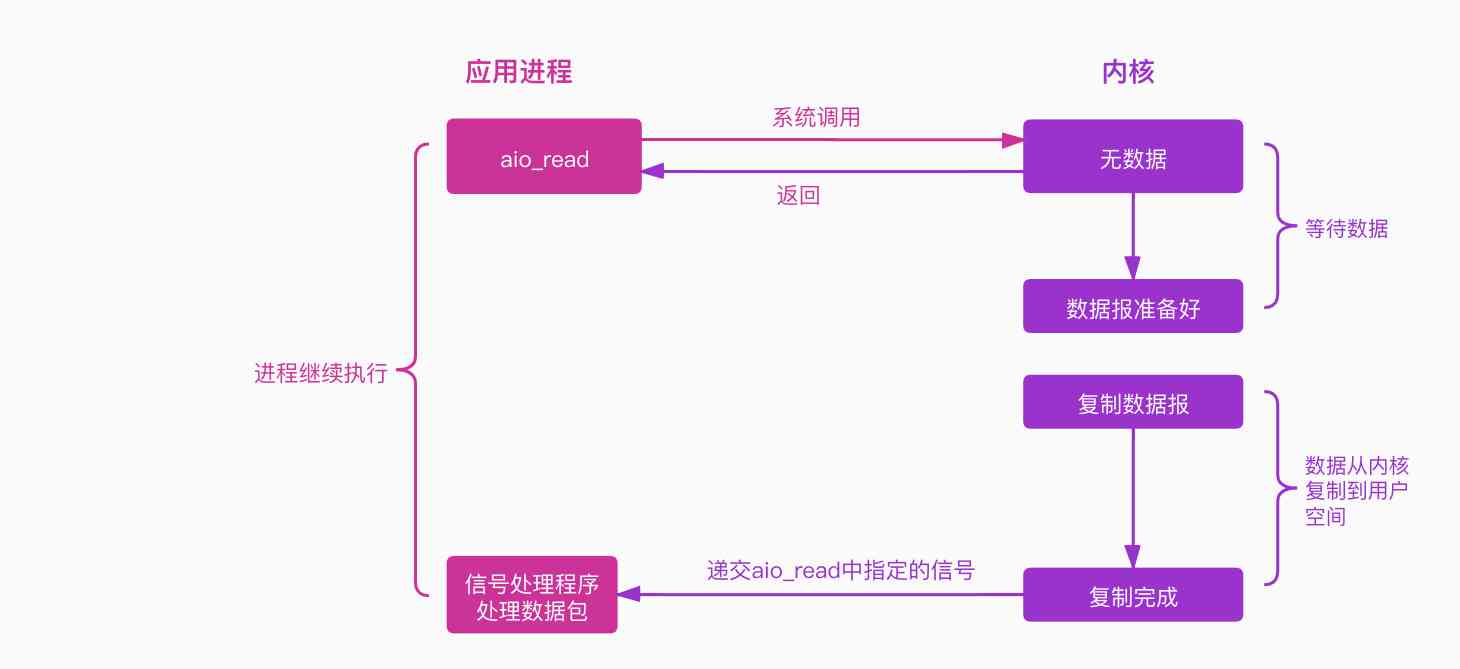 应用进程
内核
系统调用
aio_read
无数据
返回
等待数据
数据报准备好
进程继续执行
复制数据报
数据从内核
复制到用户
空间
递交aio_read中指定的信号
信号处理程序
处理数据包
复制完成